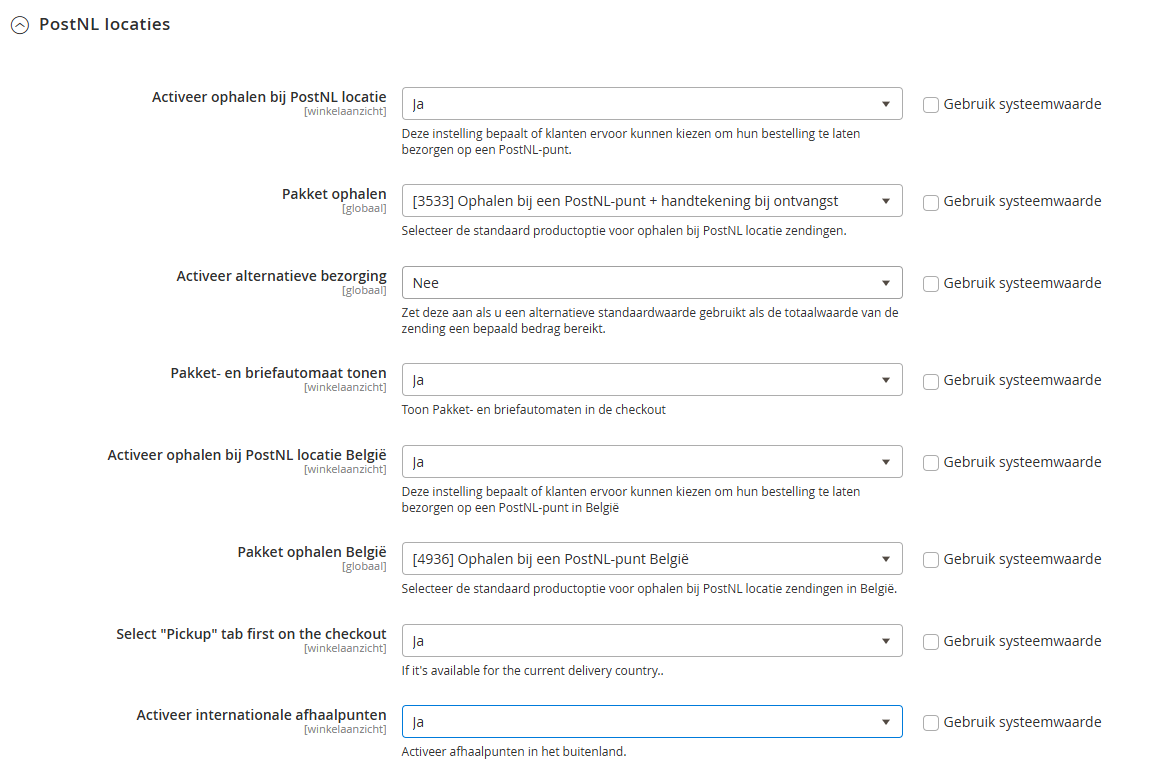 PostNL locaties
Activeer ophalen bij PostNL locatie
[winkelaanzicht]
Ja
Gebruik systeemwaarde
Deze instelling bepaalt of klanten ervoor kunnen kiezen om hun bestelling te laten
bezorgen op een PostNL-punt.
Pakket ophalen
[globaal]
[3533] Ophalen bij een PostNL-punt + handtekening bij ontvangst
Gebruik systeemwaarde
Selecteer de standaard productoptie voor ophalen bij PostNL locatie zendingen.
Activeer alternatieve bezorging
[globaal]
Nee
Gebruik systeemwaarde
Zet deze aan als u een alternatieve standaardwaarde gebruikt als de totaalwaarde van de
zending een bepaald bedrag bereikt.
Pakket- en briefautomaat tonen
[winkelaanzicht]
Ja
Gebruik systeemwaarde
Toon Pakket- en briefautomaten in de checkout
Activeer ophalen bij PostNL locatie België
[winkelaanzicht]
Ja
Gebruik systeemwaarde
Deze instelling bepaalt of klanten ervoor kunnen kiezen om hun bestelling te laten
bezorgen op een PostNL-punt in België
Pakket ophalen België
[globaal]
[4936] Ophalen bij een PostNL-punt België
Gebruik systeemwaarde
Selecteer de standaard productoptie voor ophalen bij PostNL locatie zendingen in België.
Select "Pickup" tab first on the checkout
[winkelaanzicht]
Ja
Gebruik systeemwaarde
If it's available for the current delivery country..
Activeer internationale afhaalpunten
[winkelaanzicht]
Ja
Gebruik systeemwaarde
Activeer afhaalpunten in het buitenland.